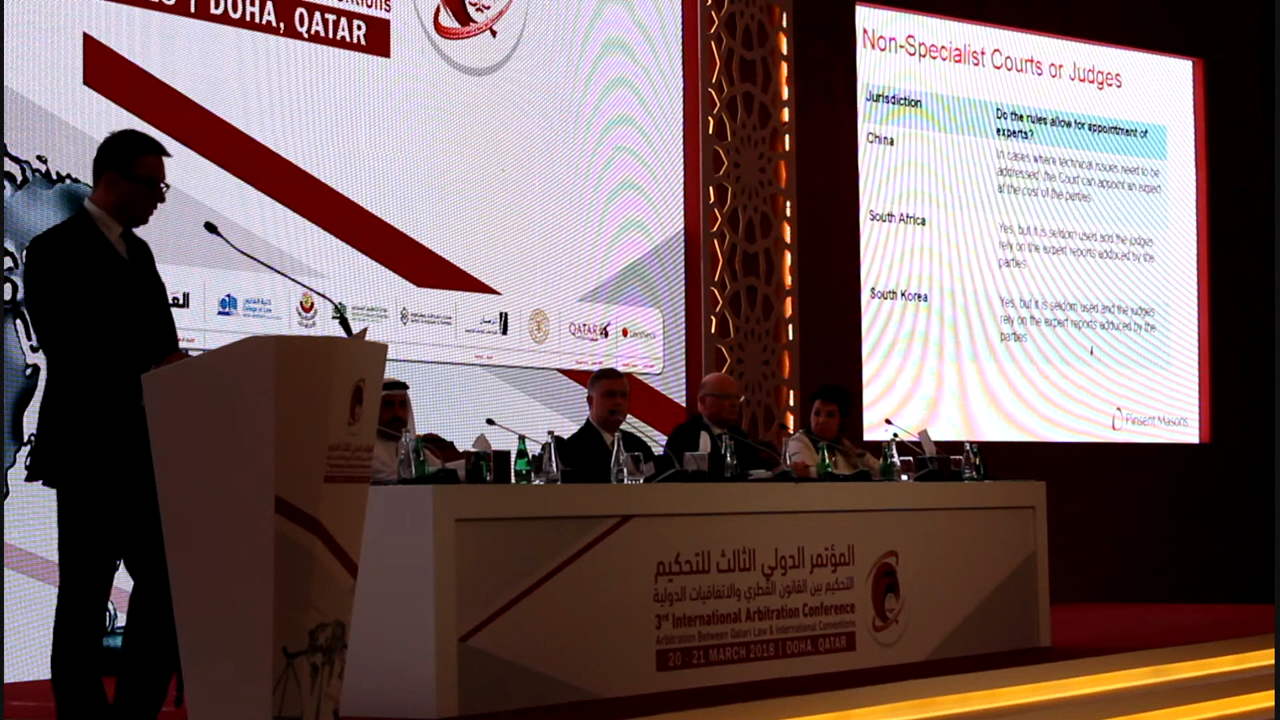 DOHA, QATAR
Non-Specialist Courts or Judges
Jurisdiction
Do the rules allow for appointment of
experts?
China
In cases where technical issues need to be
addressed, the Court can appoint an expert
at the cost of the parties
South Africa
Yes, but it is seldom used and the judges
rely on the expert reports adduced by the
parties
South Korea
Yes, but it is seldom used and the judges
rely on the expert reports adduced by the
parties
Pinsent Masons
College of Law
QATAR
المؤتمر الدولي الثالث للتحكيم
التحكيم بين القانون القطري والاتفاقيات الدولية
3rd International Arbitration Conference
Arbitration Between Qatari Law & International Conventions
20 - 21 MARCH 2018 | DOHA, QATAR